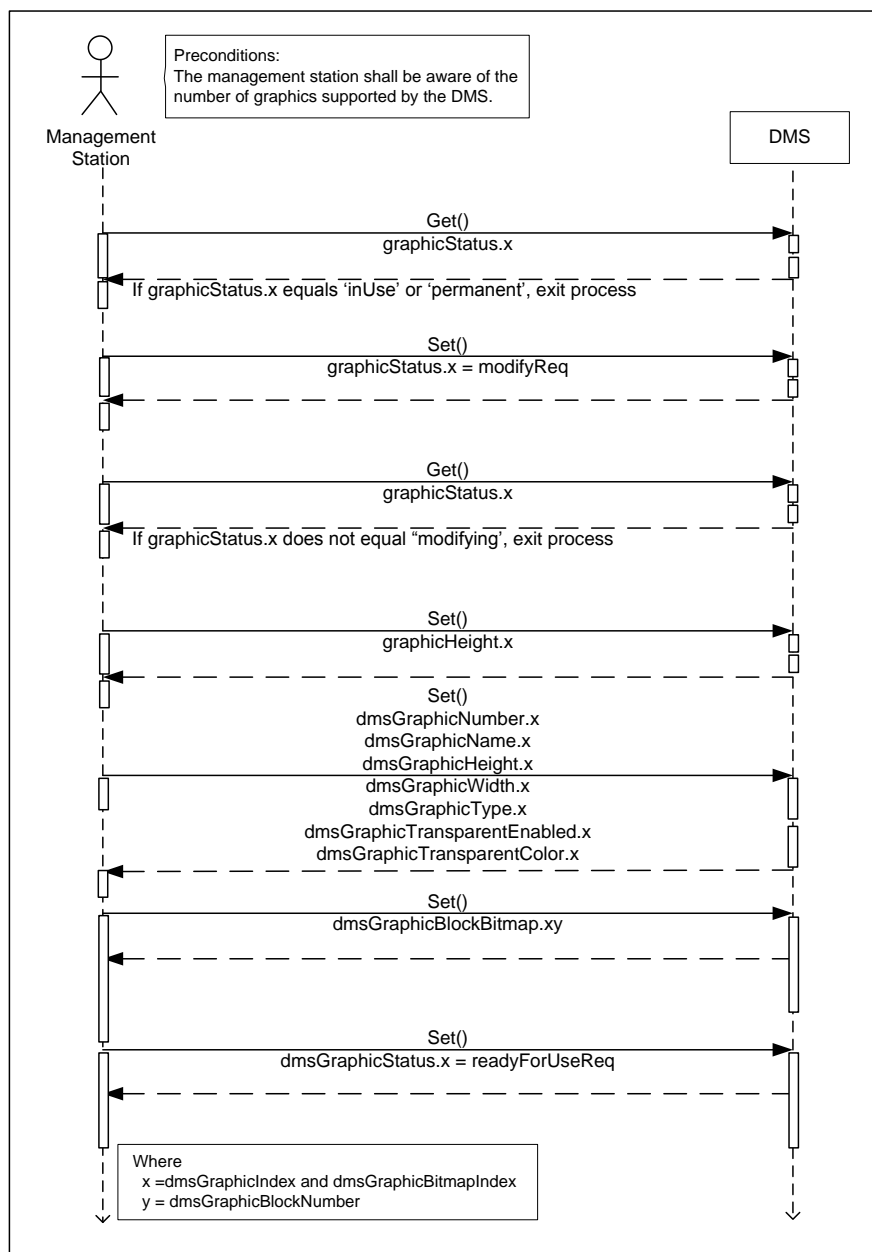 Preconditions:
The management station shall be aware of the
number of graphics supported by the DMS.
Management
Station
DMS
Get()
graphicStatus.x
If graphicStatus.x equals ‘inUse’ or ‘permanent’, exit process
Set()
graphicStatus.x = modifyReq
Get()
graphicStatus.x
If graphicStatus.x does not equal “modifying’, exit process
Set()
graphicHeight.x
Set()
dmsGraphicNumber.x
dmsGraphicName.x
dmsGraphicHeight.x
dmsGraphicWidth.x
dmsGraphicType.x
dmsGraphicTransparentEnabled.x
dmsGraphicTransparentColor.x
Set()
dmsGraphicBlockBitmap.xy
Set()
dmsGraphicStatus.x = readyForUseReq
Where
x =dmsGraphicIndex and dmsGraphicBitmapIndex
y = dmsGraphicBlockNumber